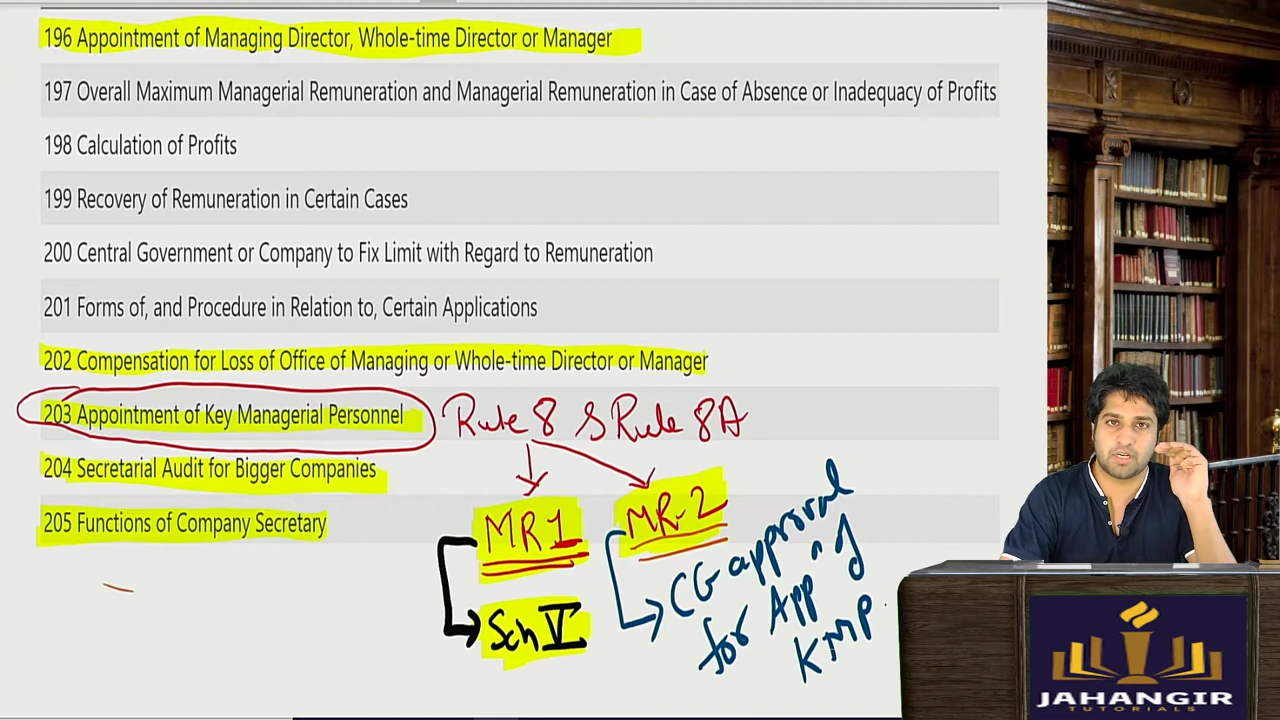 196 Appointment of Managing Director, Whole-time Director or Manager
197 Overall Maximum Managerial Remuneration and Managerial Remuneration in Case of Absence or Inadequacy of Profits
198 Calculation of Profits
199 Recovery of Remuneration in Certain Cases
200 Central Government or Company to Fix Limit with Regard to Remuneration
201 Forms of, and Procedure in Relation to, Certain Applications
202 Compensation for Loss of Office of Managing or Whole-time Director or Manager
203 Appointment of Key Managerial Personnel
Rule 8 & Rule 8A
204 Secretarial Audit for Bigger Companies
205 Functions of Company Secretary
MR1
MR-2
Sch V
CG approval
for App n of
KMP
JAHANGIR
TUTORIALS